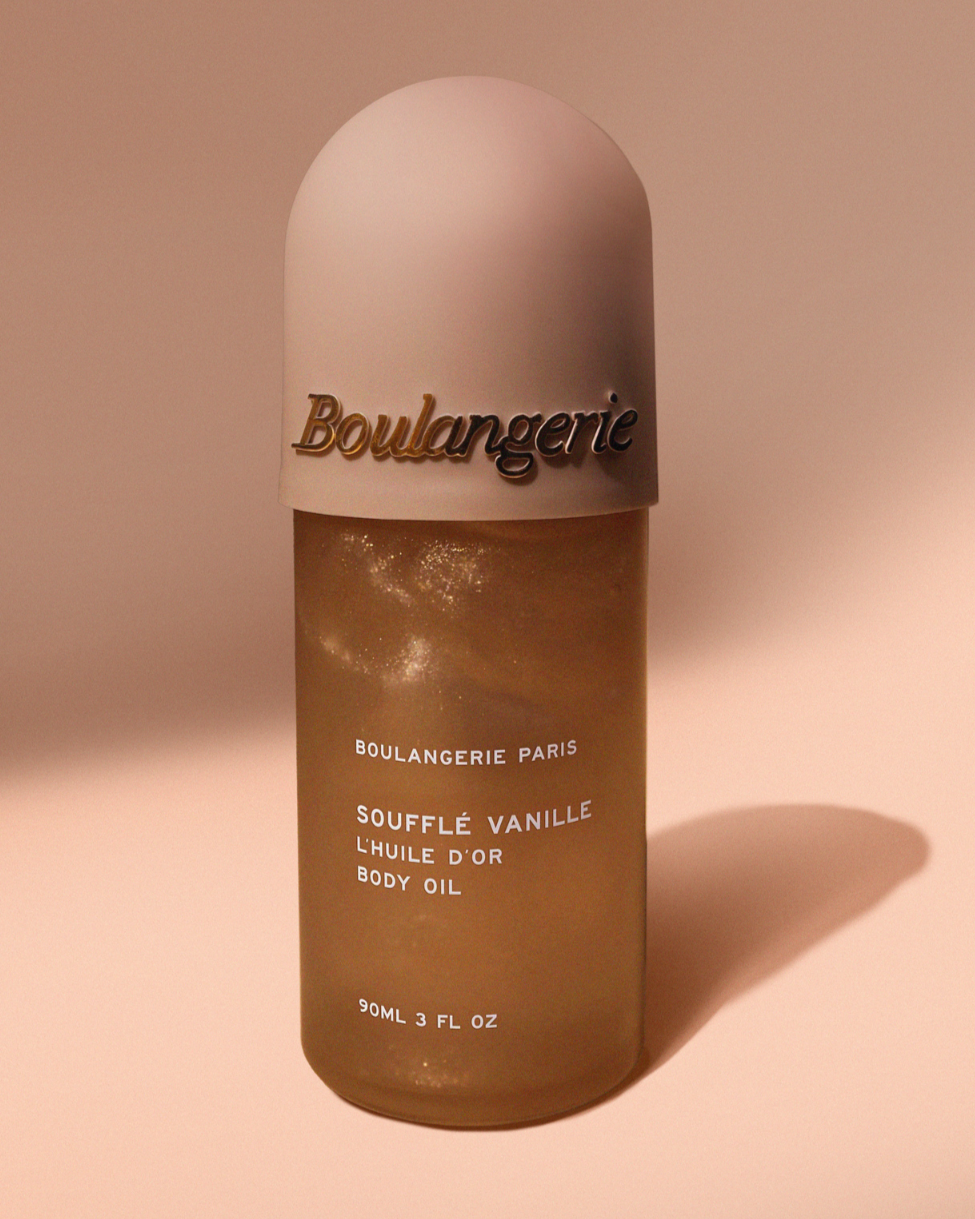 Boulangerie
BOULANGERIE PARIS
SOUFFLÉ VANILLE
L'HUILE D'OR
BODY OIL
90ML 3 FL OZ